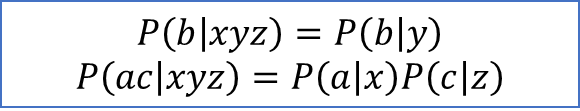 P(b|xyz) = P(b|y)
P(ac|xyz) = P(a|x)P(c|z)